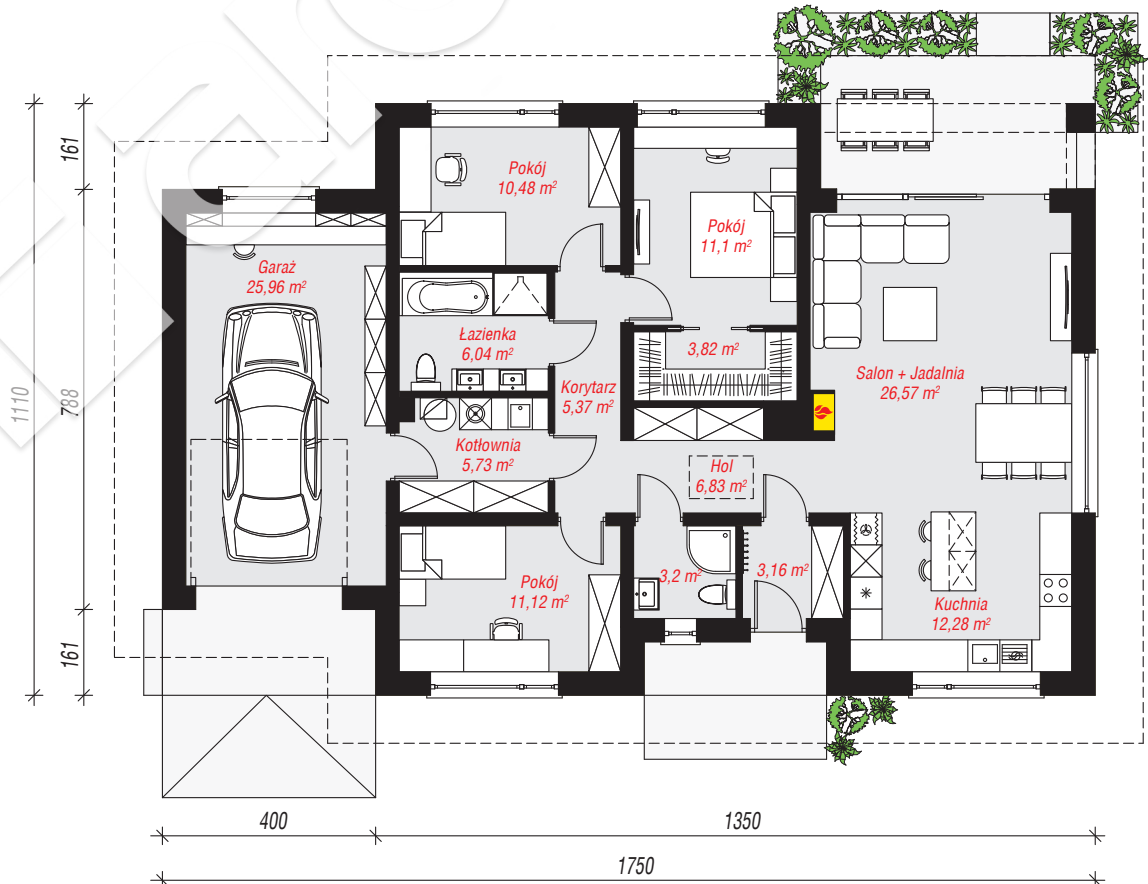 Pokój
10,48 m²
Pokój
11,1 m²
Garaż
25,96 m²
Łazienka
6,04 m²
3,82 m²
Korytarz
5,37 m²
Salon + Jadalnia
26,57 m²
Kotłownia
5,73 m²
Hol
6,83 m²
Pokój
11,12 m²
3,2 m²
3,16 m²
Kuchnia
12,28 m²
161
788
161
1110
400
1350
1750